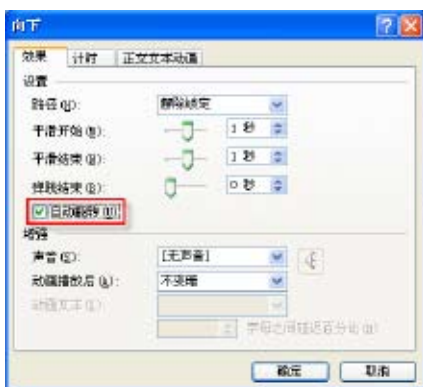 向下
效果 计时 正文文本动画
设置
路径(H): 解除锁定
平滑开始(M): 1 秒
平滑结束(B): 1 秒
弹跳结束(R): 0 秒
自动翻转(U)
增强
声音(S): [无声音]
动画播放后(A): 不变暗
动画文本(X):
字母之间延迟百分比(D)
确定 取消